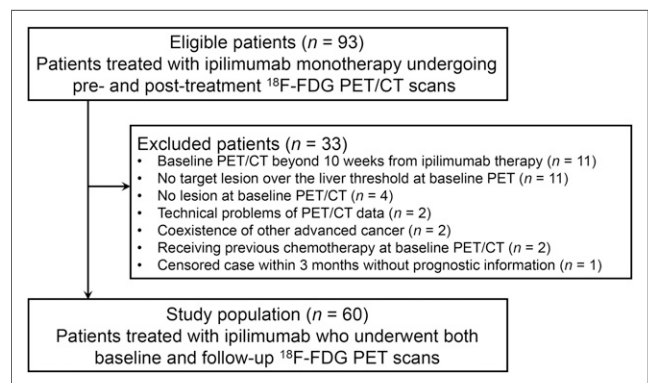 Eligible patients (n = 93)
Patients treated with ipilimumab monotherapy undergoing
pre- and post-treatment ¹⁸F-FDG PET/CT scans
Excluded patients (n = 33)
• Baseline PET/CT beyond 10 weeks from ipilimumab therapy (n = 11)
• No target lesion over the liver threshold at baseline PET (n = 11)
• No lesion at baseline PET/CT (n = 4)
• Technical problems of PET/CT data (n = 2)
• Coexistence of other advanced cancer (n = 2)
• Receiving previous chemotherapy at baseline PET/CT (n = 2)
• Censored case within 3 months without prognostic information (n = 1)
Study population (n = 60)
Patients treated with ipilimumab who underwent both
baseline and follow-up ¹⁸F-FDG PET scans